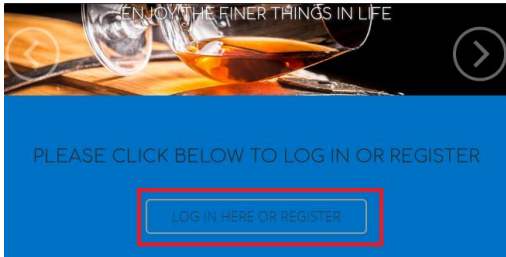 ENJOY THE FINER THINGS IN LIFE
PLEASE CLICK BELOW TO LOG IN OR REGISTER
LOG IN HERE OR REGISTER